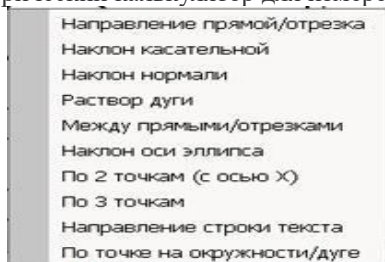 Направление прямой/отрезка
Наклон касательной
Наклон нормали
Раствор дуги
Между прямыми/отрезками
Наклон оси эллипса
По 2 точкам (с осью X)
По 3 точкам
Направление строки текста
По точке на окружности/дуге